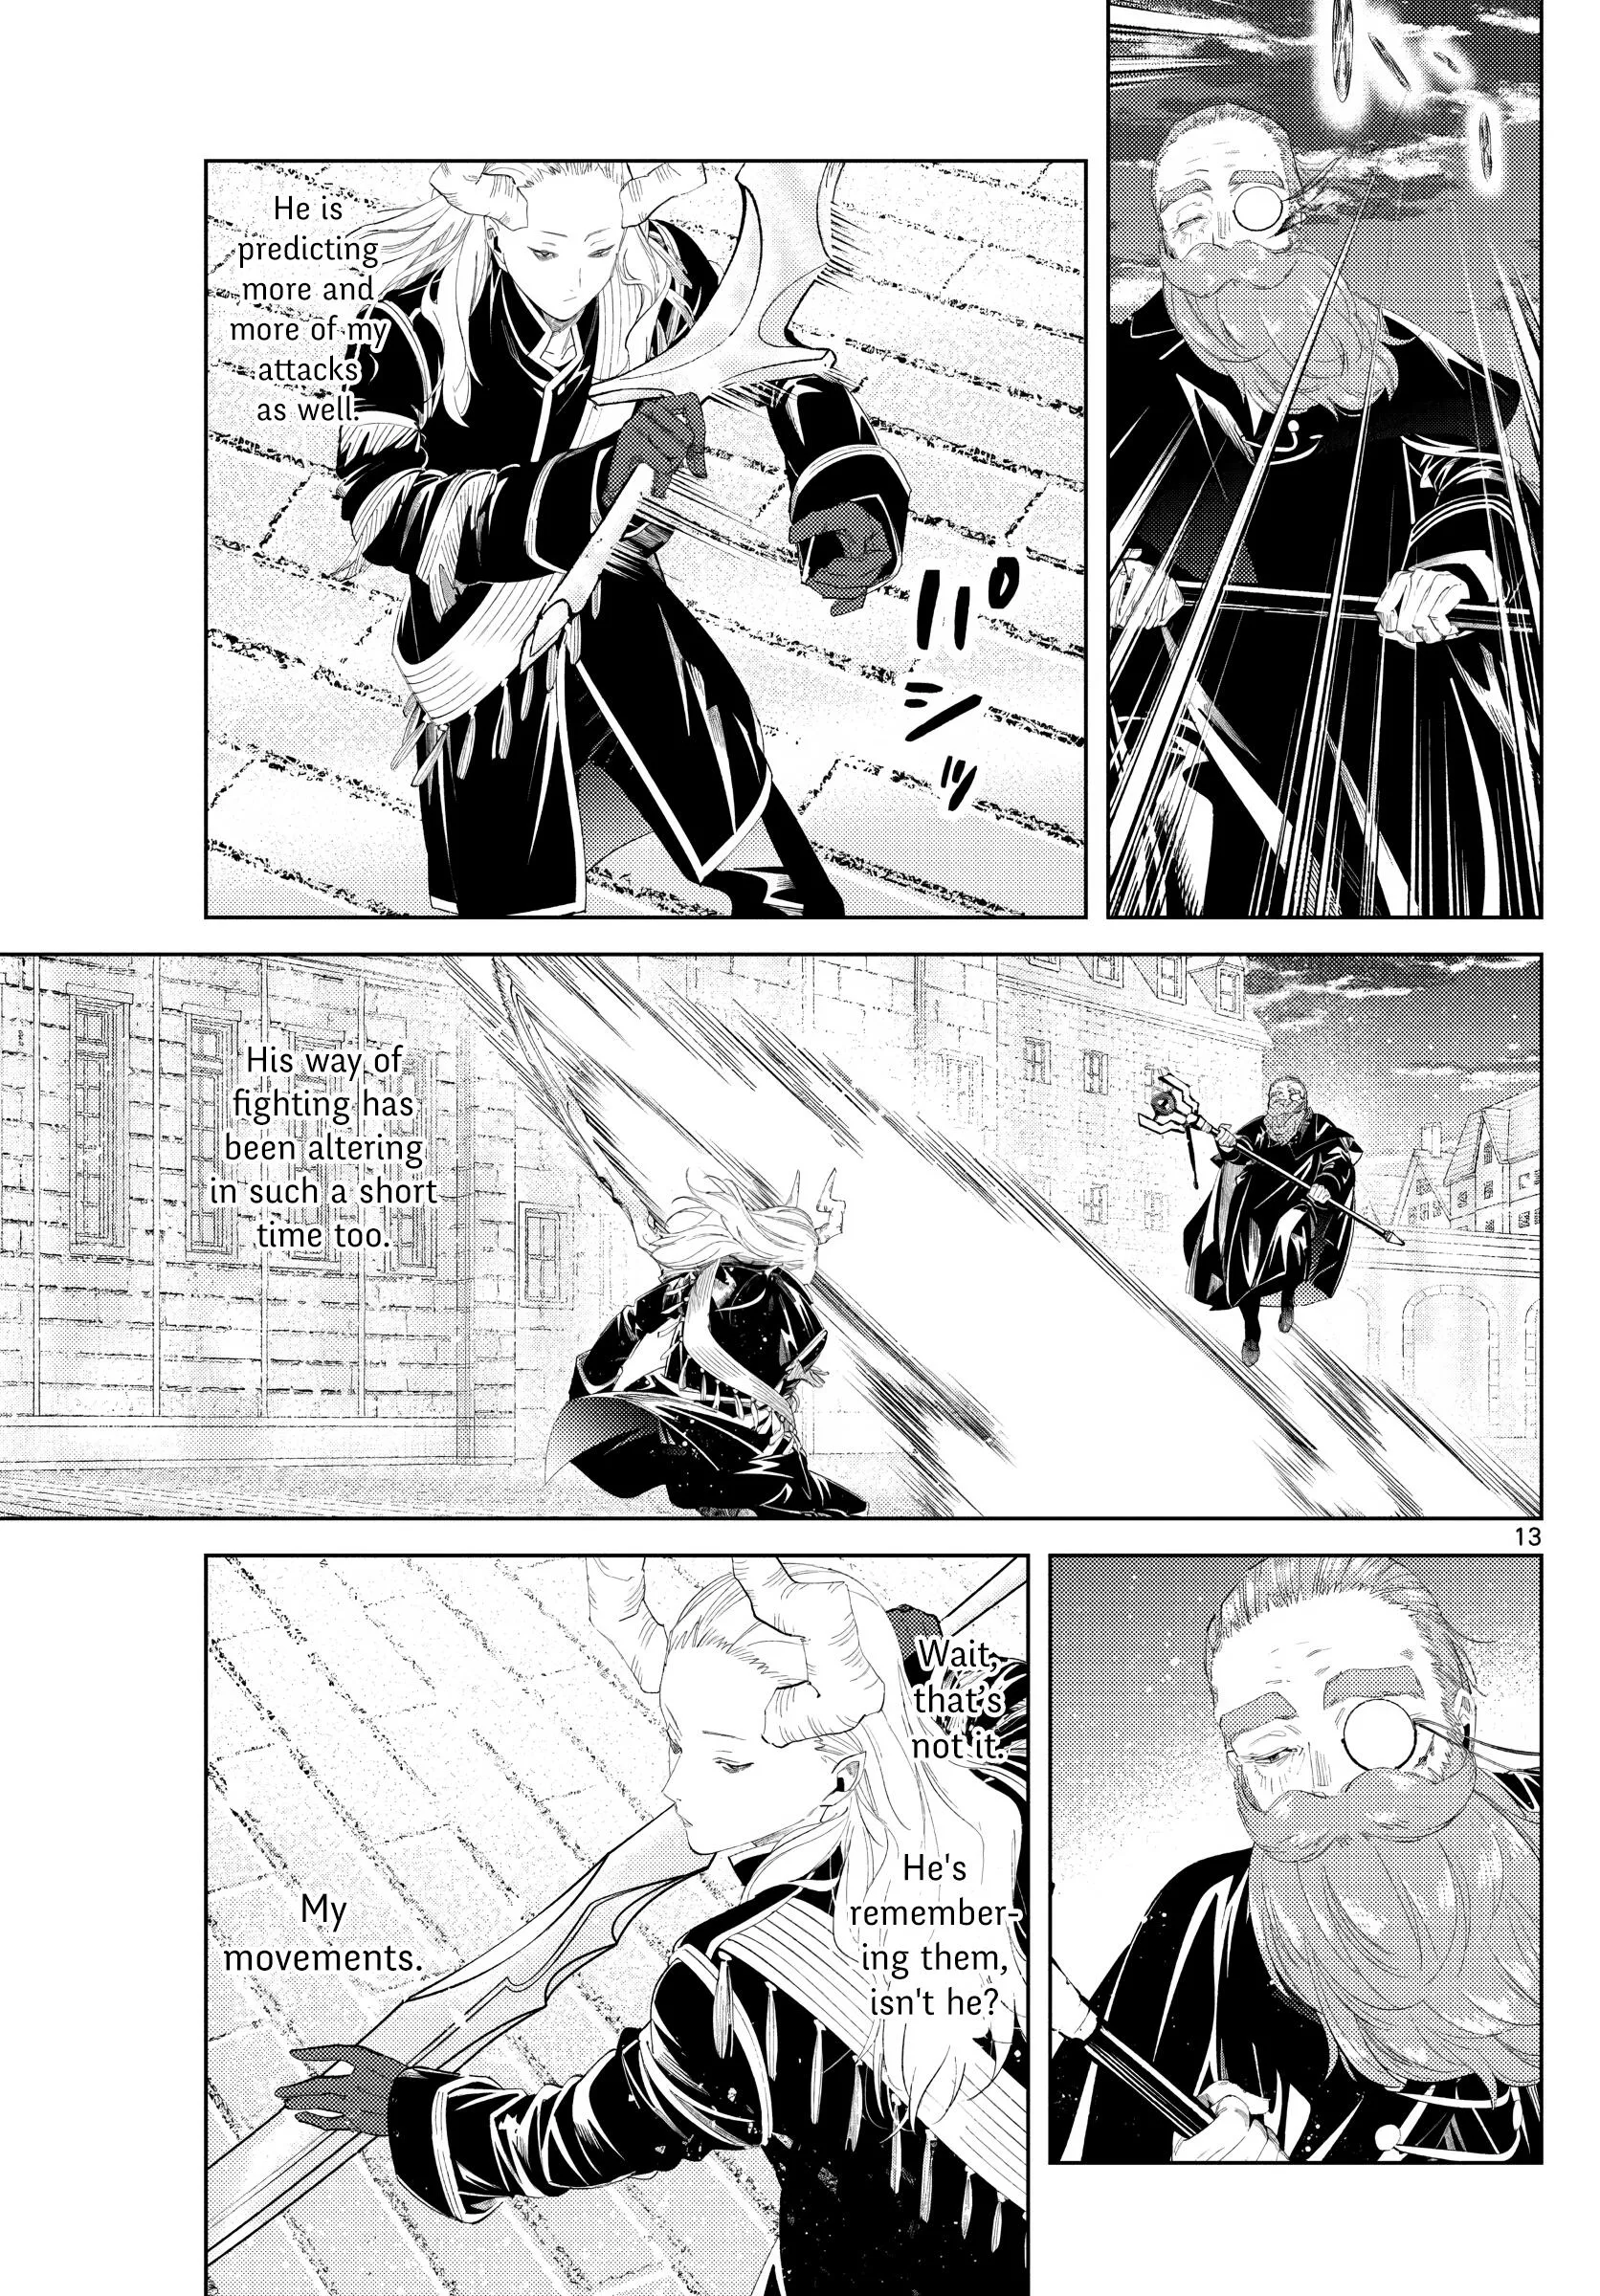 He is
predicting
more and
more of my
attacks
as well.
パシッ
His way of
fighting has
been altering
in such a short
time too.
13
Wait,
that's
not it.
He's
remember-
ing them,
isn't he?
My
movements.